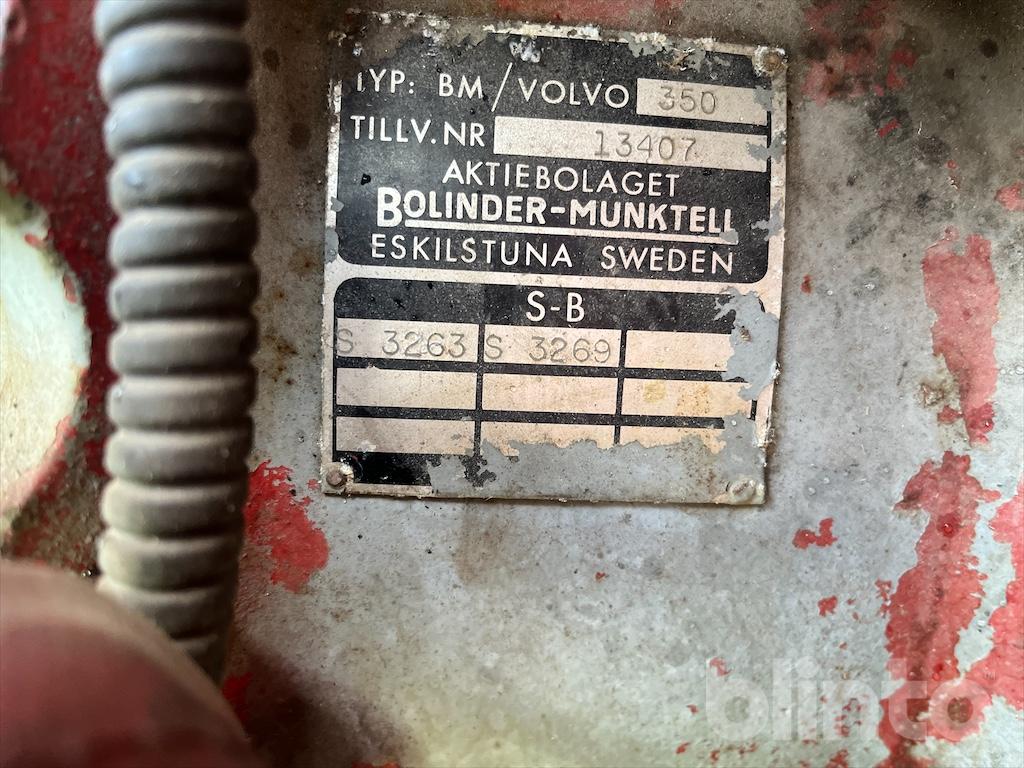 TYP: BM/VOLVO 350
TILLV.NR 13407
AKTIEBOLAGET
BOLINDER-MUNKTELL
ESKILSTUNA SWEDEN
S-B
S 3263 S 3269
blinto